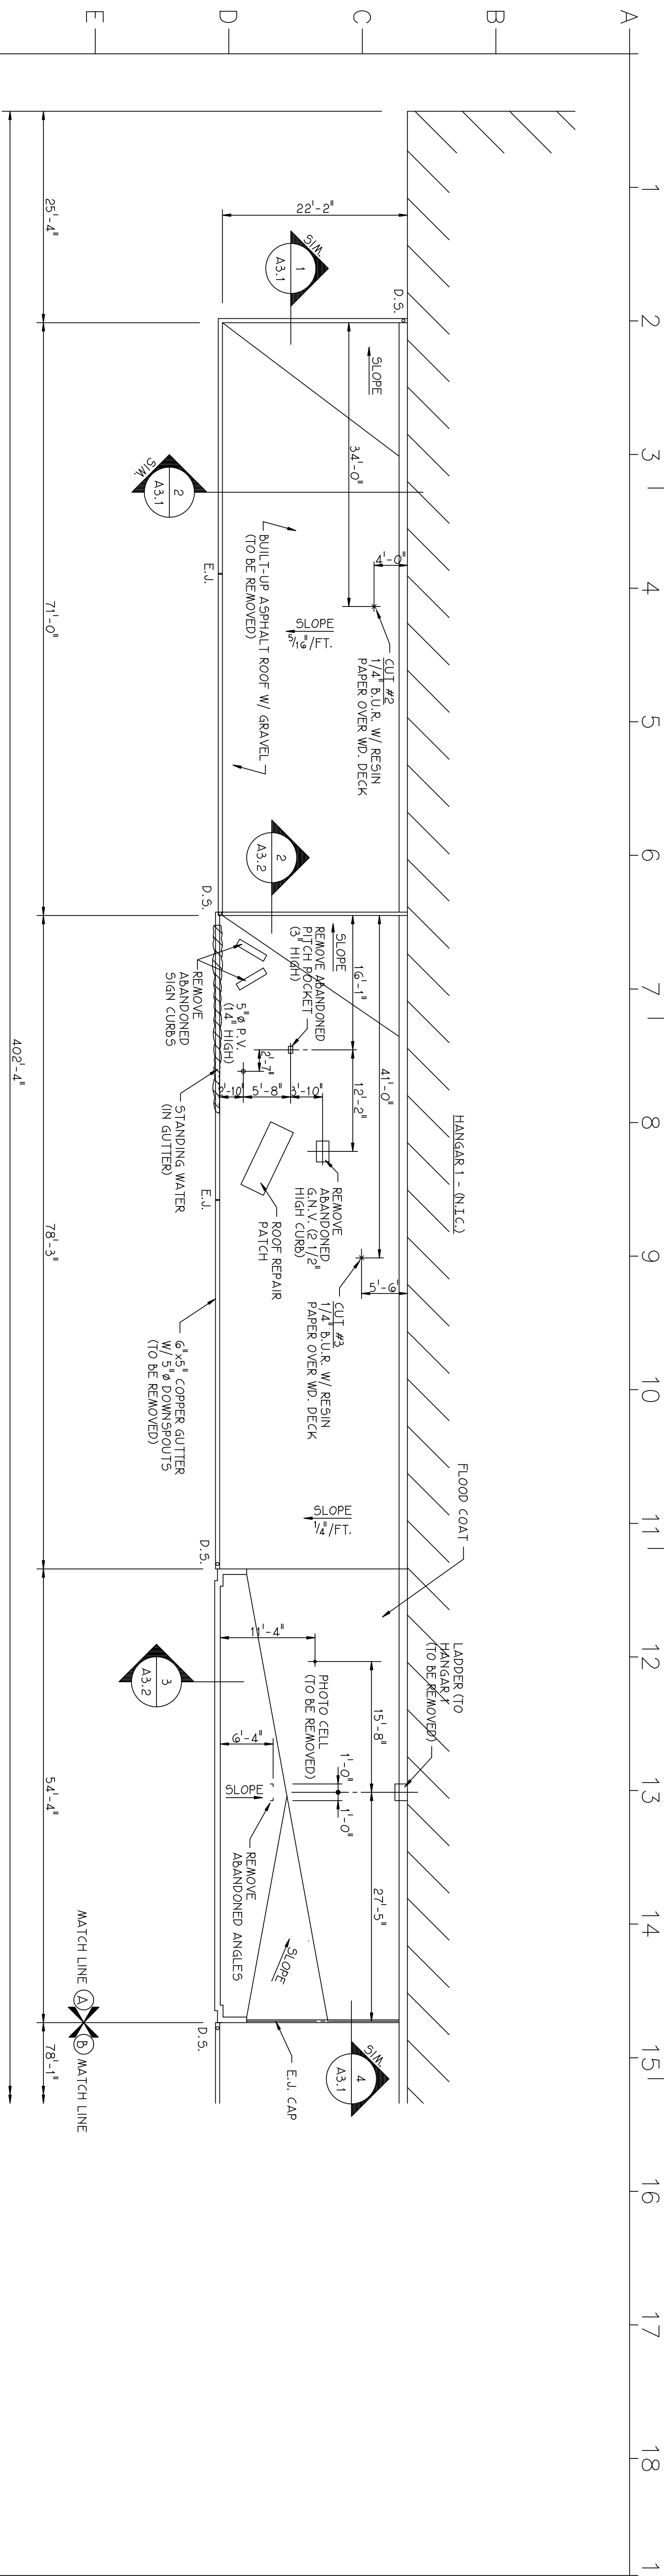 A
B
C
D
E
1
2
3
4
5
6
7
8
9
10
11
12
13
14
15
16
17
18
1
HANGAR 1 - (N.I.C.)
FLOOD COAT
LADDER (TO
HANGAR 1
(TO BE REMOVED)
25'-4"
22'-2"
1
A3.1
SIM.
D.S.
SLOPE
34'-0"
4'-0"
2
A3.1
SIM.
BUILT-UP ASPHALT ROOF W/ GRAVEL
(TO BE REMOVED)
E.J.
SLOPE
5/16"/FT.
CUT #2
1/4" B.U.R. W/ RESIN
PAPER OVER WD. DECK
71'-0"
2
A3.2
D.S.
SLOPE
16'-1"
12'-2"
41'-0"
REMOVE ABANDONED
PITCH POCKET
(3" HIGH)
REMOVE
ABANDONED
SIGN CURBS
5"Ø P.V.
(14" HIGH)
2'-7"
2'-10"
5'-8"
3'-10"
STANDING WATER
(IN GUTTER)
REMOVE
ABANDONED
G.N.V. (2 1/2"
HIGH CURB)
ROOF REPAIR
PATCH
E.J.
5'-6"
CUT #3
1/4" B.U.R. W/ RESIN
PAPER OVER WD. DECK
6"x5" COPPER GUTTER
W/ 5"Ø DOWNSPOUTS
(TO BE REMOVED)
78'-3"
402'-4"
SLOPE
1/4"/FT.
D.S.
11'-4"
3
A3.2
PHOTO CELL
(TO BE REMOVED)
15'-8"
1'-0"
1'-0"
6'-4"
SLOPE
REMOVE
ABANDONED ANGLES
27'-5"
SLOPE
54'-4"
MATCH LINE A
B MATCH LINE
D.S.
E.J. CAP
4
A3.1
SIM.
78'-1"